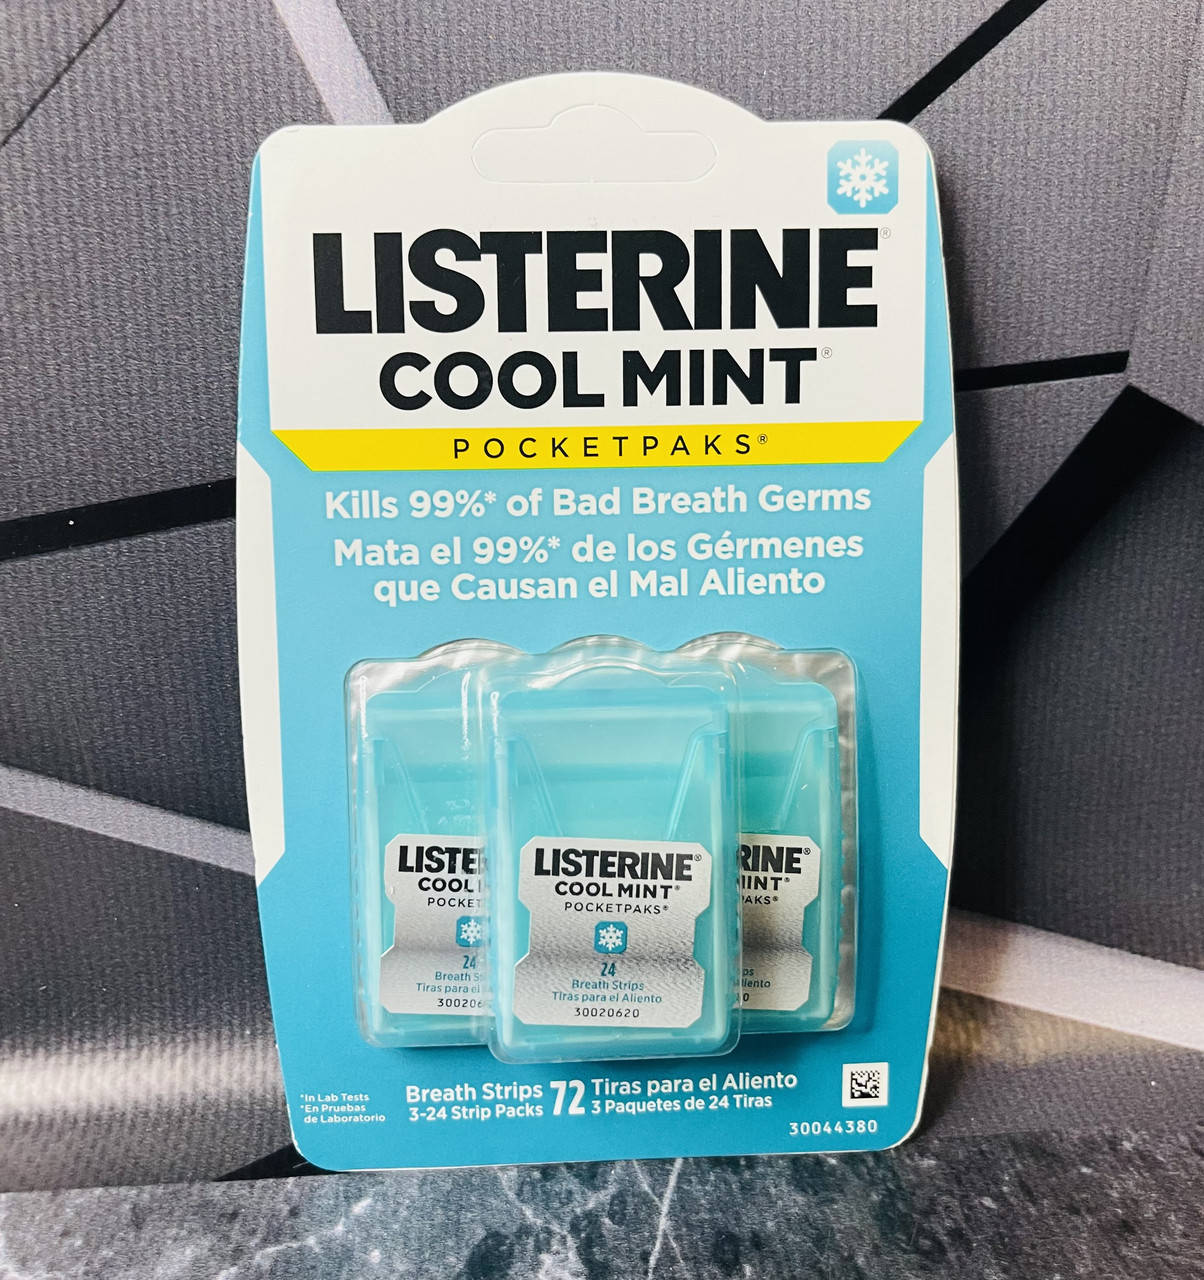 LISTERINE®
COOL MINT®
POCKETPAKS®
Kills 99%* of Bad Breath Germs
Mata el 99%* de los Gérmenes
que Causan el Mal Aliento
LISTERINE®
COOL MINT®
POCKETPAKS®
24
Breath Strips
Tiras para el Aliento
30020620
*In Lab Tests
*En Pruebas
de Laboratorio
Breath Strips 72 Tiras para el Aliento
3-24 Strip Packs 3 Paquetes de 24 Tiras
30044380